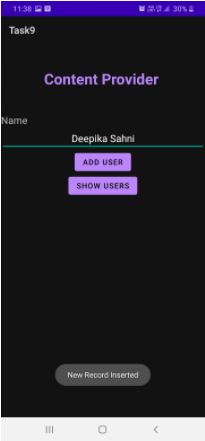 11:38
30%
Task9
Content Provider
Name
Deepika Sahni
ADD USER
SHOW USERS
New Record Inserted